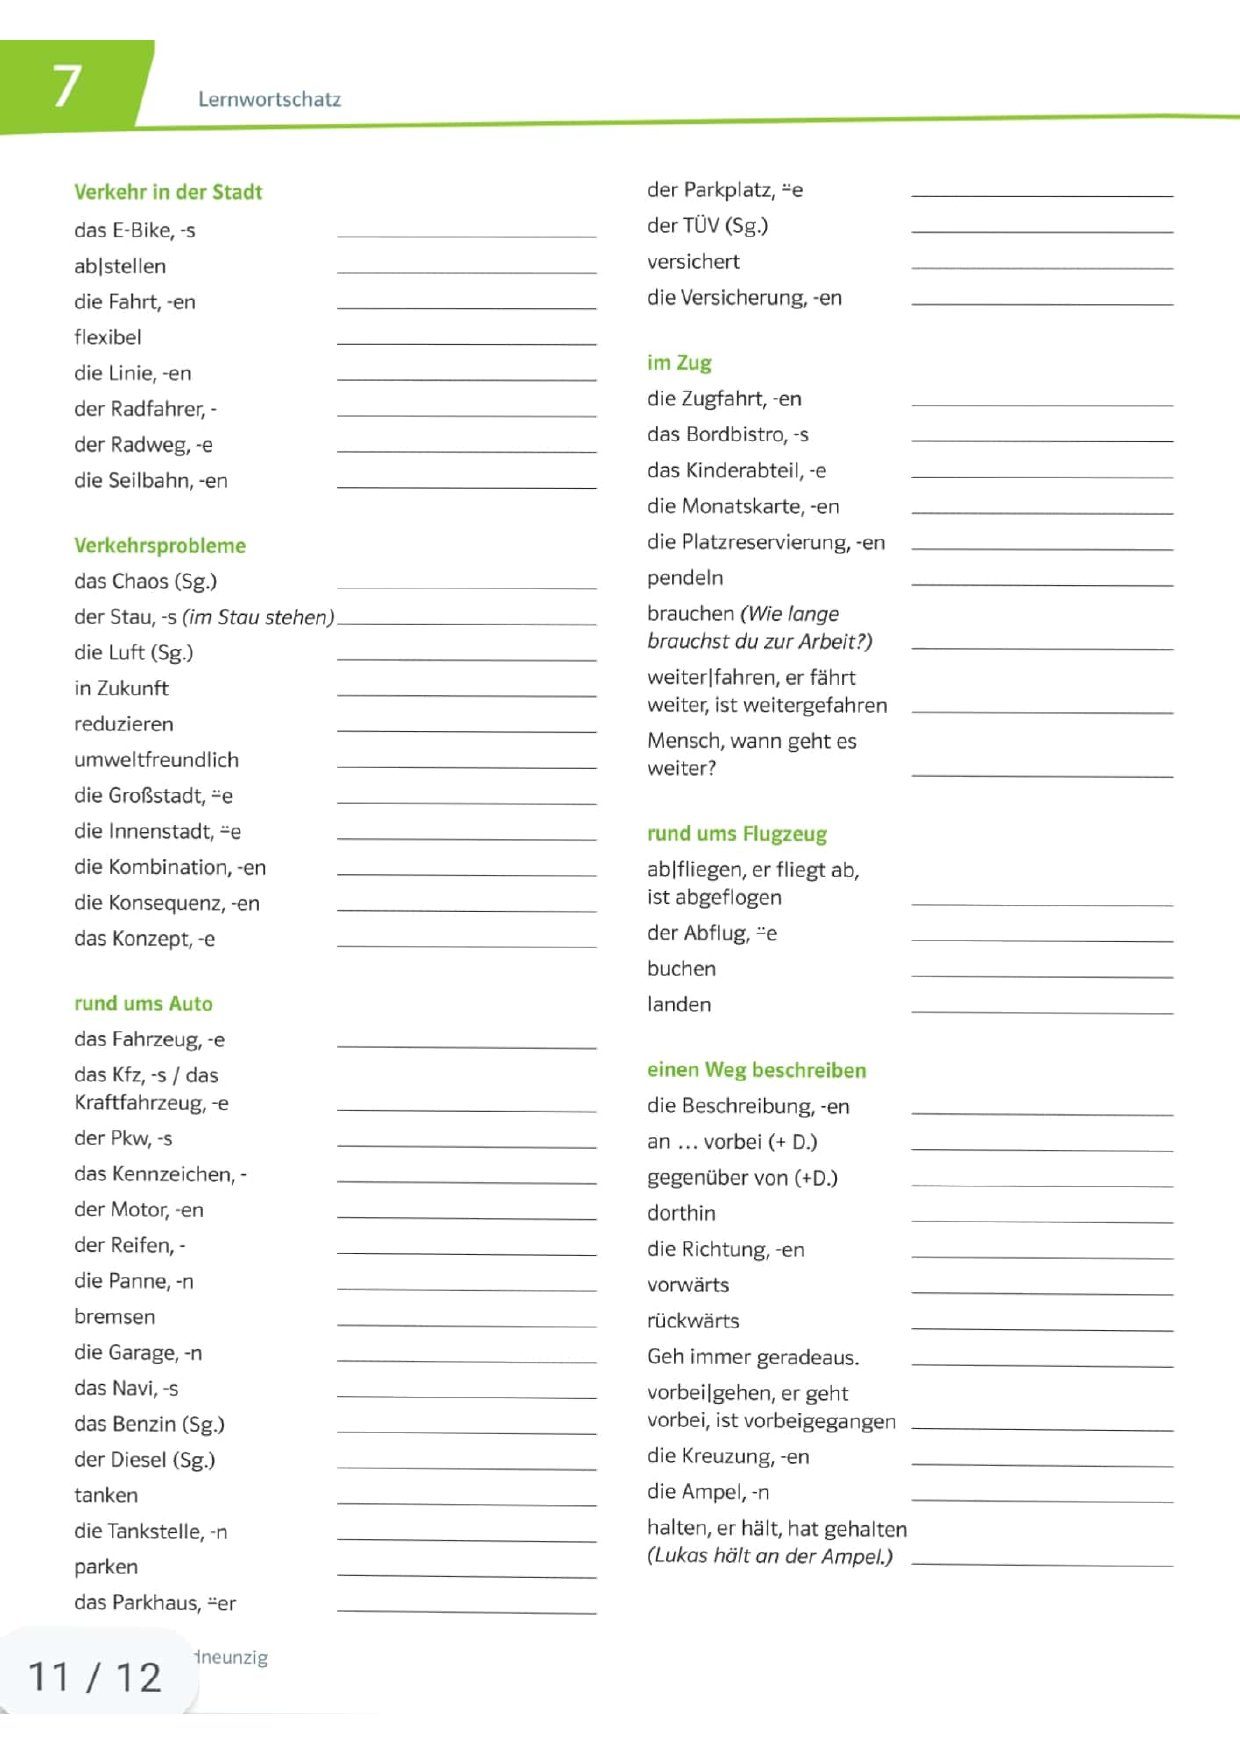 7
Lernwortschatz
Verkehr in der Stadt
das E-Bike, -s
ab|stellen
die Fahrt, -en
flexibel
die Linie, -en
der Radfahrer, -
der Radweg, -e
die Seilbahn, -en
Verkehrsprobleme
das Chaos (Sg.)
der Stau, -s (im Stau stehen)
die Luft (Sg.)
in Zukunft
reduzieren
umweltfreundlich
die Großstadt, ¨-e
die Innenstadt, ¨-e
die Kombination, -en
die Konsequenz, -en
das Konzept, -e
rund ums Auto
das Fahrzeug, -e
das Kfz, -s / das
Kraftfahrzeug, -e
der Pkw, -s
das Kennzeichen, -
der Motor, -en
der Reifen, -
die Panne, -n
bremsen
die Garage, -n
das Navi, -s
das Benzin (Sg.)
der Diesel (Sg.)
tanken
die Tankstelle, -n
parken
das Parkhaus, ¨-er
der Parkplatz, ¨-e
der TÜV (Sg.)
versichert
die Versicherung, -en
im Zug
die Zugfahrt, -en
das Bordbistro, -s
das Kinderabteil, -e
die Monatskarte, -en
die Platzreservierung, -en
pendeln
brauchen (Wie lange
brauchst du zur Arbeit?)
weiter|fahren, er fährt
weiter, ist weitergefahren
Mensch, wann geht es
weiter?
rund ums Flugzeug
ab|fliegen, er fliegt ab,
ist abgeflogen
der Abflug, ¨-e
buchen
landen
einen Weg beschreiben
die Beschreibung, -en
an ... vorbei (+ D.)
gegenüber von (+D.)
dorthin
die Richtung, -en
vorwärts
rückwärts
Geh immer geradeaus.
vorbei|gehen, er geht
vorbei, ist vorbeigegangen
die Kreuzung, -en
die Ampel, -n
halten, er hält, hat gehalten
(Lukas hält an der Ampel.)
dneunzig
11 / 12